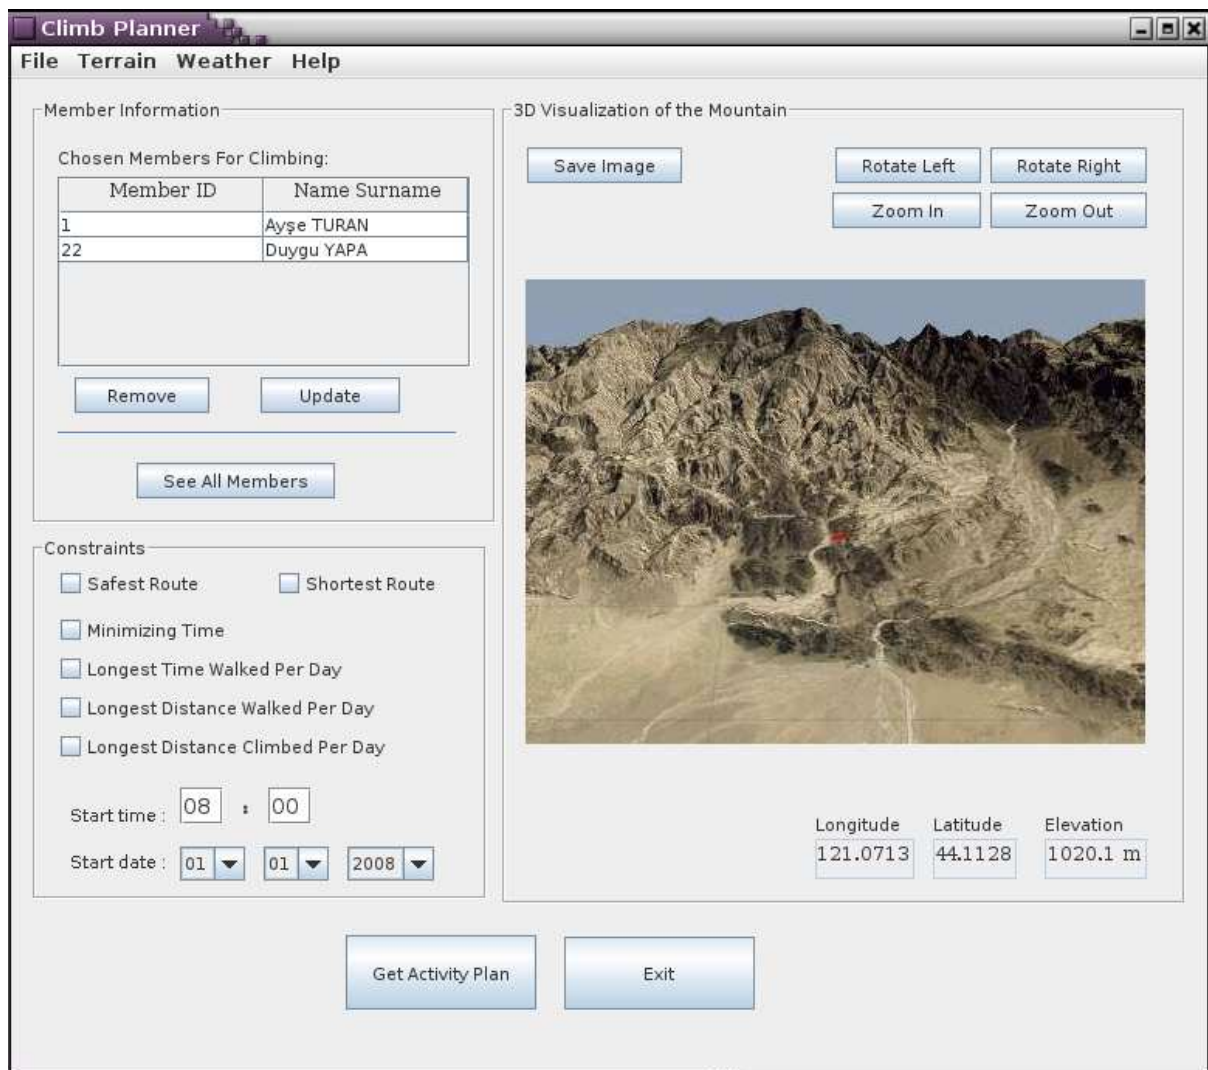 Climb Planner
File Terrain Weather Help
Member Information
Chosen Members For Climbing:
Member ID Name Surname
1 Ayşe TURAN
22 Duygu YAPA
Remove Update
See All Members
Constraints
Safest Route Shortest Route
Minimizing Time
Longest Time Walked Per Day
Longest Distance Walked Per Day
Longest Distance Climbed Per Day
Start time : 08 : 00
Start date : 01 01 2008
3D Visualization of the Mountain
Save Image Rotate Left Rotate Right
Zoom In Zoom Out
Longitude Latitude Elevation
121.0713 44.1128 1020.1 m
Get Activity Plan Exit